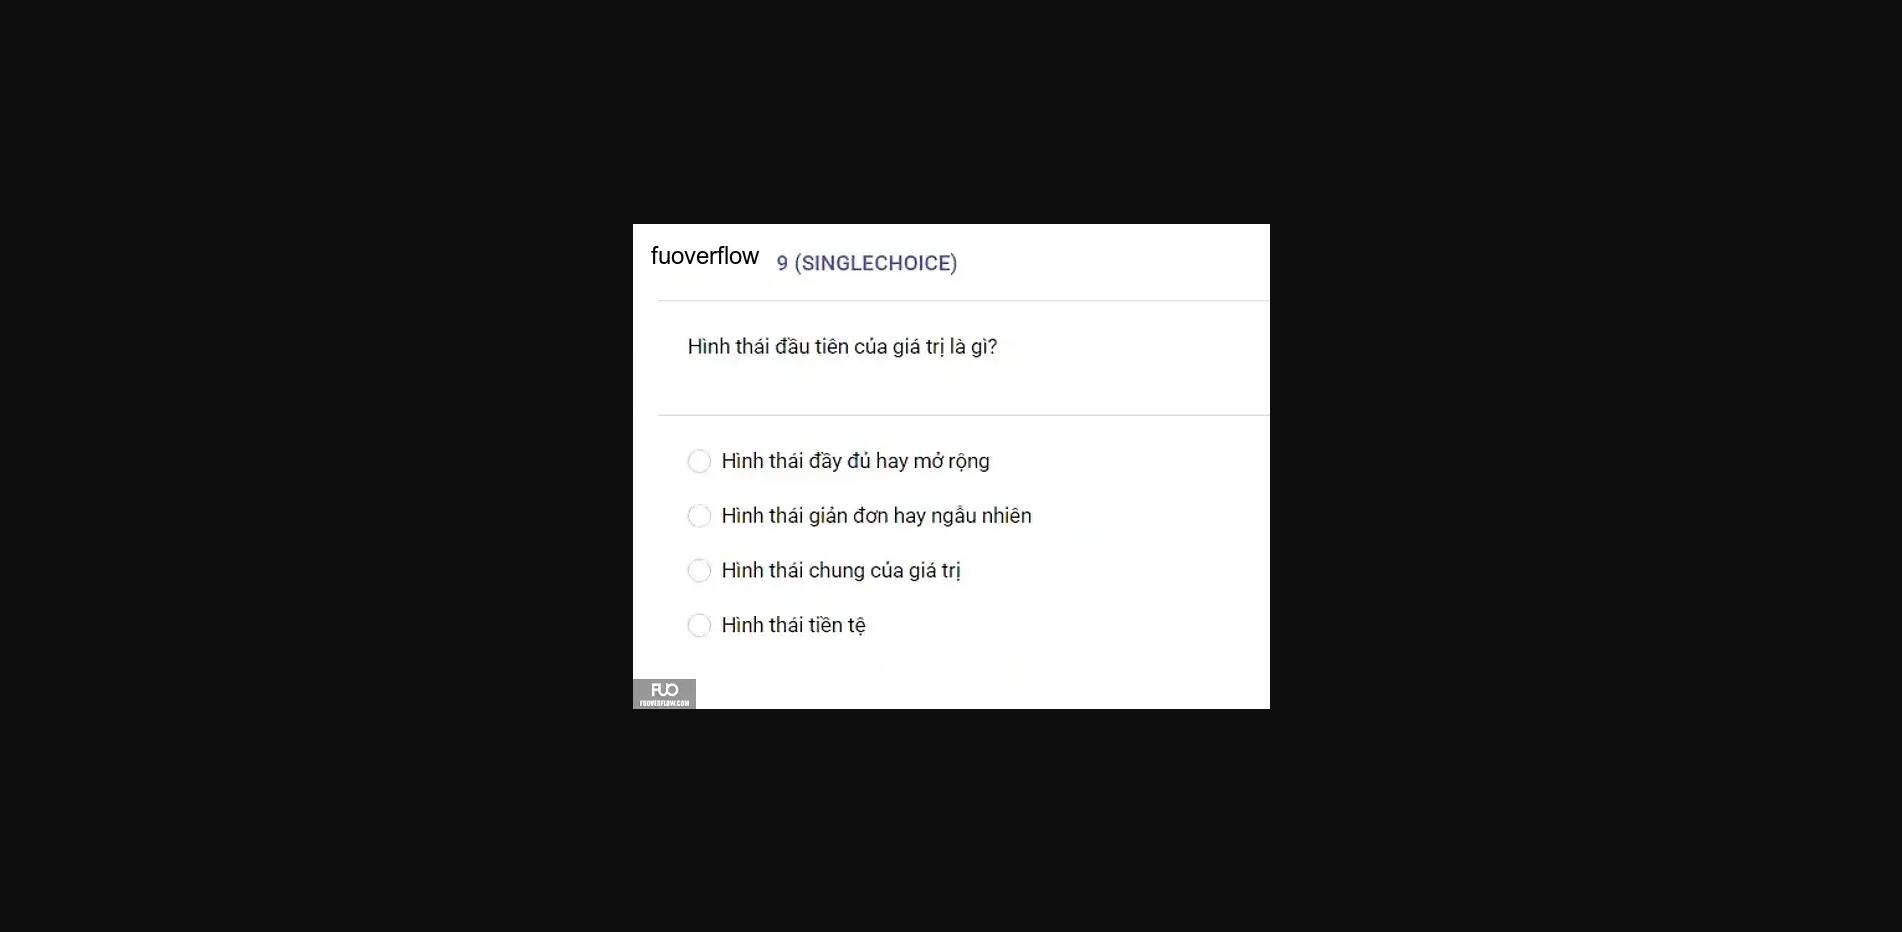 fuoverflow 9 (SINGLECHOICE)
Hình thái đầu tiên của giá trị là gì?
Hình thái đầy đủ hay mở rộng
Hình thái giản đơn hay ngẫu nhiên
Hình thái chung của giá trị
Hình thái tiền tệ
FUO
FUOVERFLOW.COM